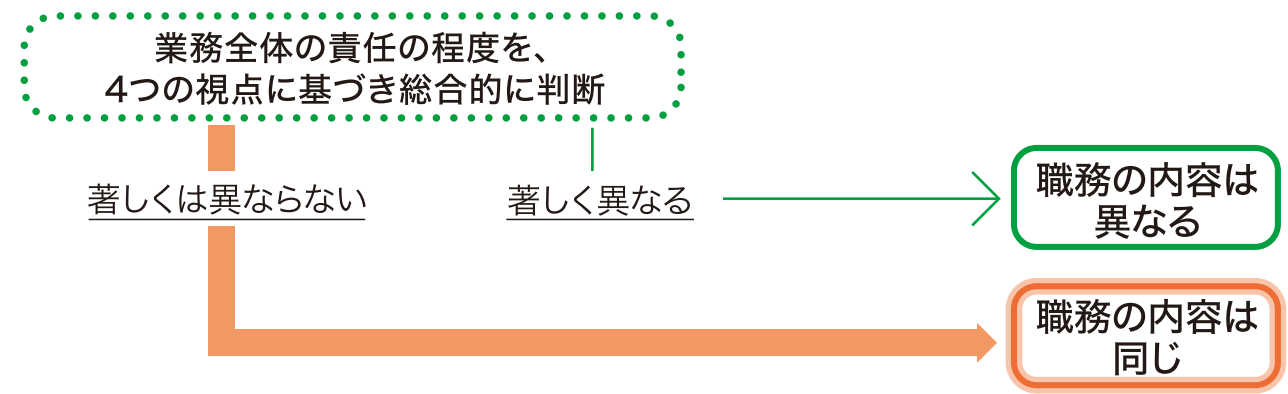 業務全体の責任の程度を、
4つの視点に基づき総合的に判断
著しくは異ならない
著しく異なる
職務の内容は
異なる
職務の内容は
同じ